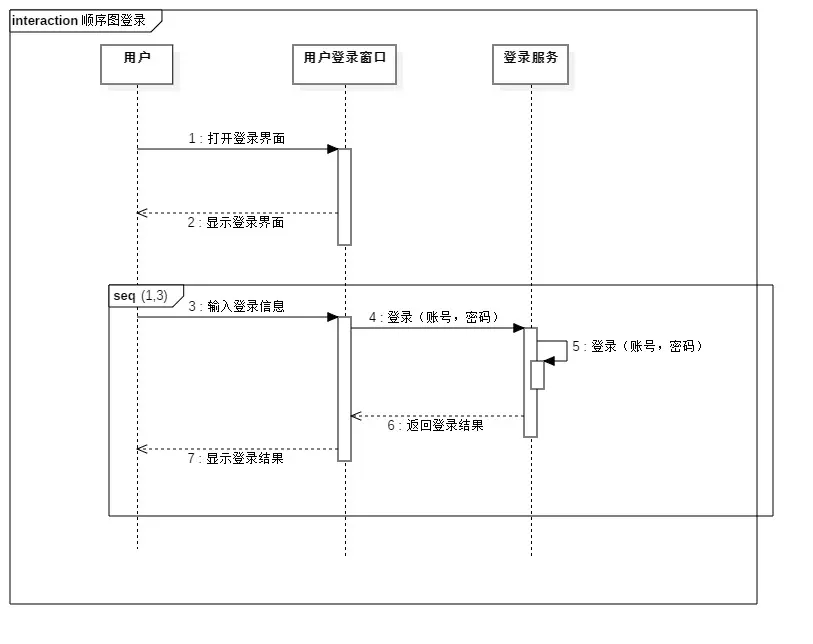 interaction 顺序图登录
用户
用户登录窗口
登录服务
1 : 打开登录界面
2 : 显示登录界面
seq (1,3)
3 : 输入登录信息
4 : 登录（账号，密码）
5 : 登录（账号，密码）
6 : 返回登录结果
7 : 显示登录结果